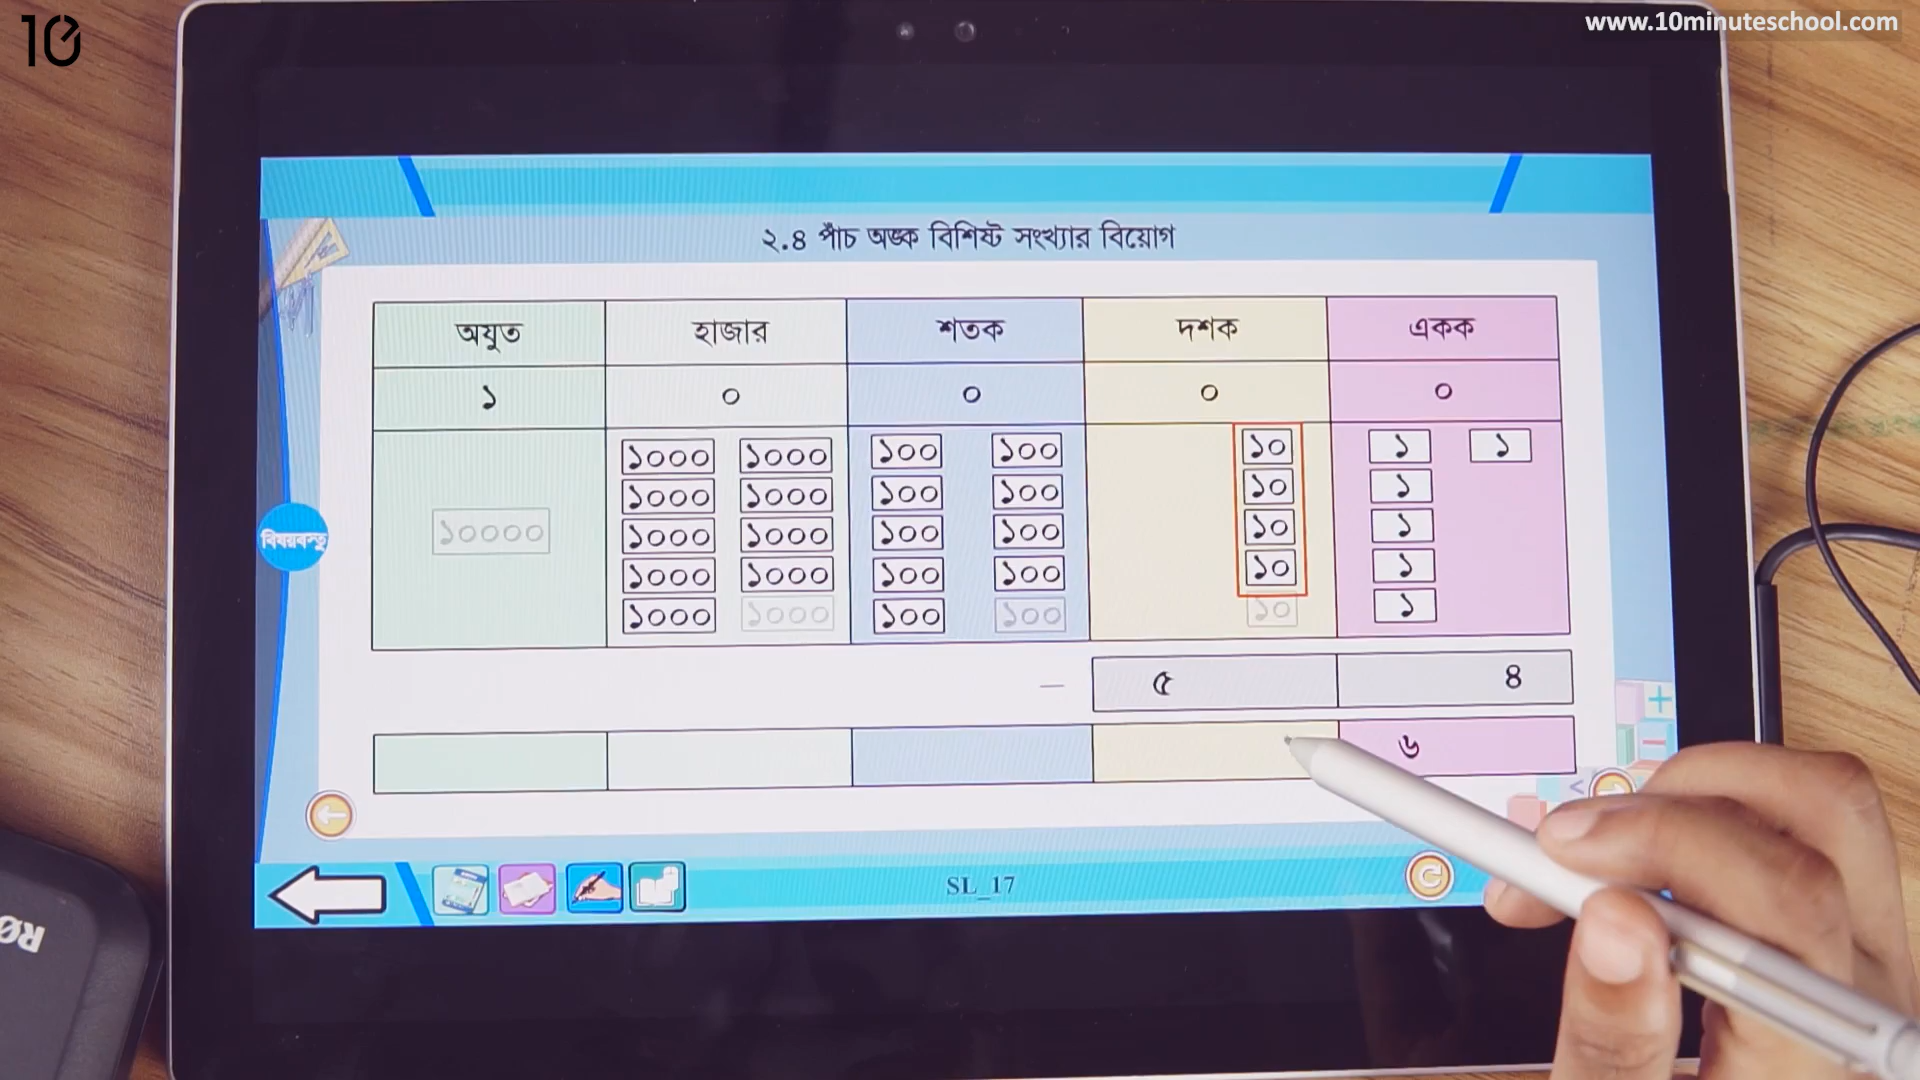 10
www.10minuteschool.com
২.৪ পাঁচ অঙ্ক বিশিষ্ট সংখ্যার বিয়োগ
অযুত হাজার শতক দশক একক
১ ০ ০ ০ ০
১০০০ ১০০০ ১০০ ১০০ ১০ ১ ১
১০০০ ১০০০ ১০০ ১০০ ১০ ১
১০০০০ ১০০০ ১০০০ ১০০ ১০০ ১০ ১
১০০০ ১০০০ ১০০ ১০০ ১০ ১
১০০০ ১০০০ ১০০ ১০০ ১০ ১
বিষয়বস্তু
— ৫ ৪
৬
SL_17